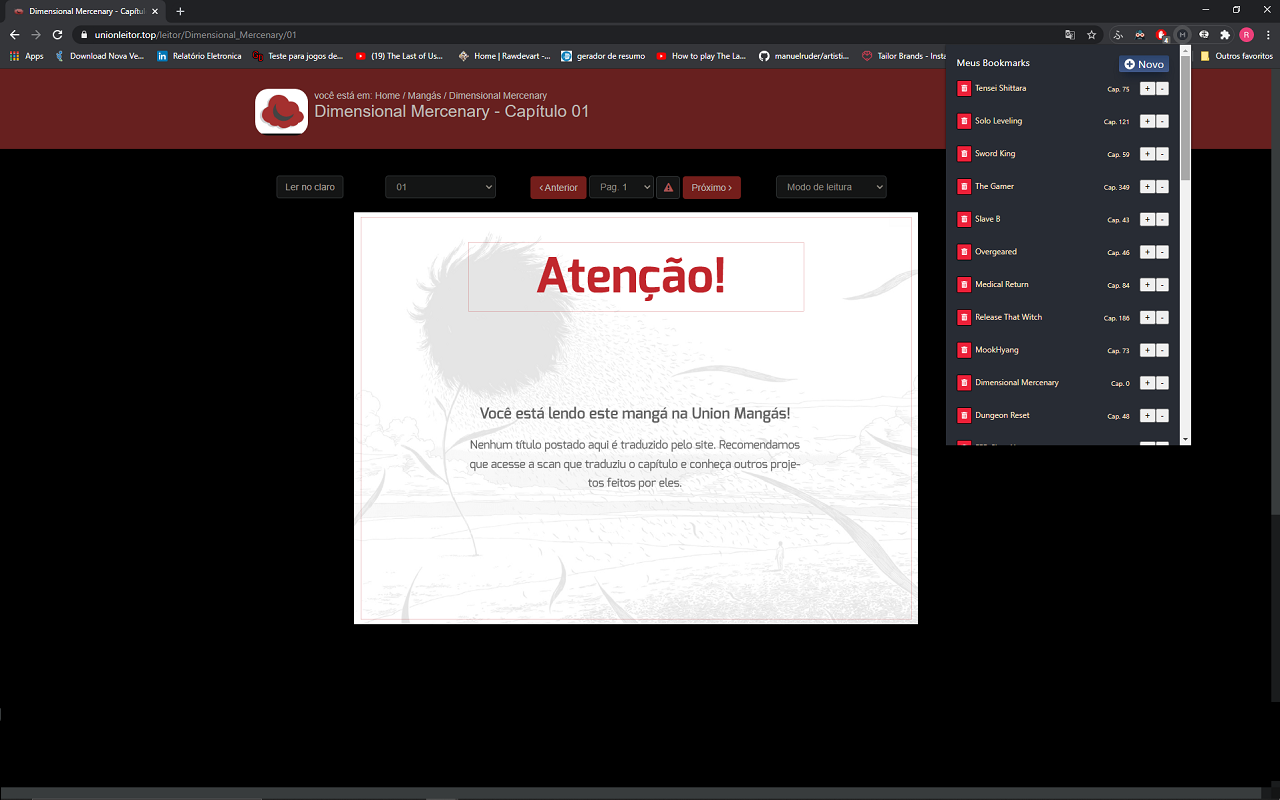 Dimensional Mercenary - Capítu
unionleitor.top/leitor/Dimensional_Mercenary/01
4
H
R
Apps
Download Nova Ve...
Relatório Eletronica
Teste para jogos de...
(19) The Last of Us...
Home | Rawdevart -...
gerador de resumo
How to play The La...
manuelruder/artisti...
Tailor Brands - Insta
Outros favoritos
você está em: Home / Mangás / Dimensional Mercenary
Dimensional Mercenary - Capítulo 01
Ler no claro
01
‹ Anterior
Pag. 1
Próximo ›
Modo de leitura
Atenção!
Você está lendo este mangá na Union Mangás!
Nenhum título postado aqui é traduzido pelo site. Recomendamos
que acesse a scan que traduziu o capítulo e conheça outros proje-
tos feitos por eles.
Meus Bookmarks
Novo
Tensei Shittara Cap. 75 + -
Solo Leveling Cap. 121 + -
Sword King Cap. 59 + -
The Gamer Cap. 349 + -
Slave B Cap. 43 + -
Overgeared Cap. 46 + -
Medical Return Cap. 84 + -
Release That Witch Cap. 186 + -
MookHyang Cap. 73 + -
Dimensional Mercenary Cap. 0 + -
Dungeon Reset Cap. 48 + -